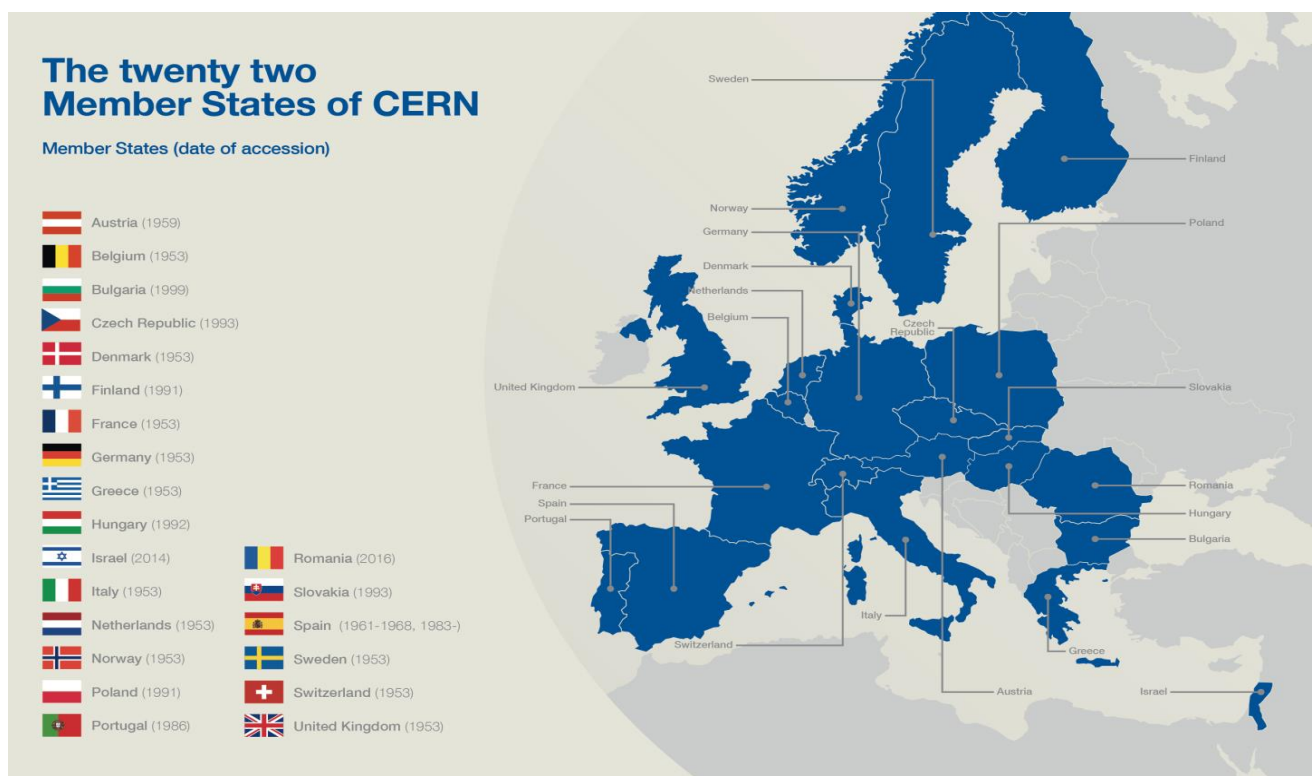 The twenty two
Member States of CERN
Member States (date of accession)
Austria (1959)
Belgium (1953)
Bulgaria (1999)
Czech Republic (1993)
Denmark (1953)
Finland (1991)
France (1953)
Germany (1953)
Greece (1953)
Hungary (1992)
Israel (2014)
Italy (1953)
Netherlands (1953)
Norway (1953)
Poland (1991)
Portugal (1986)
Romania (2016)
Slovakia (1993)
Spain (1961-1968, 1983-)
Sweden (1953)
Switzerland (1953)
United Kingdom (1953)
Sweden
Finland
Norway
Poland
Germany
Denmark
Netherlands
Belgium
Czech
Republic
United Kingdom
Slovakia
France
Romania
Spain
Portugal
Hungary
Bulgaria
Italy
Switzerland
Greece
Austria
Israel